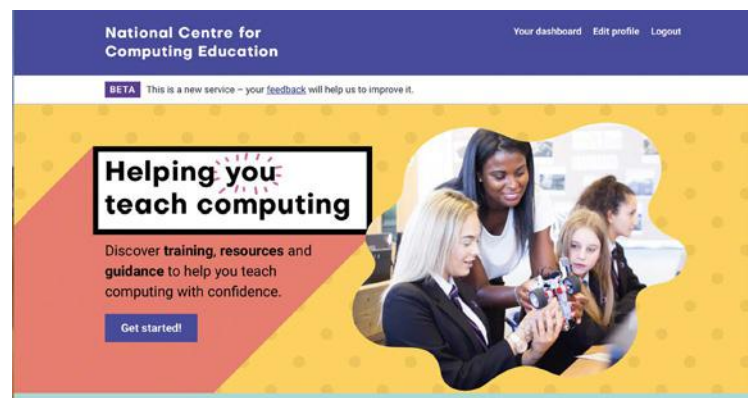 National Centre for
Computing Education
Your dashboard Edit profile Logout
BETA This is a new service – your feedback will help us to improve it.
Helping you
teach computing
Discover training, resources and
guidance to help you teach
computing with confidence.
Get started!